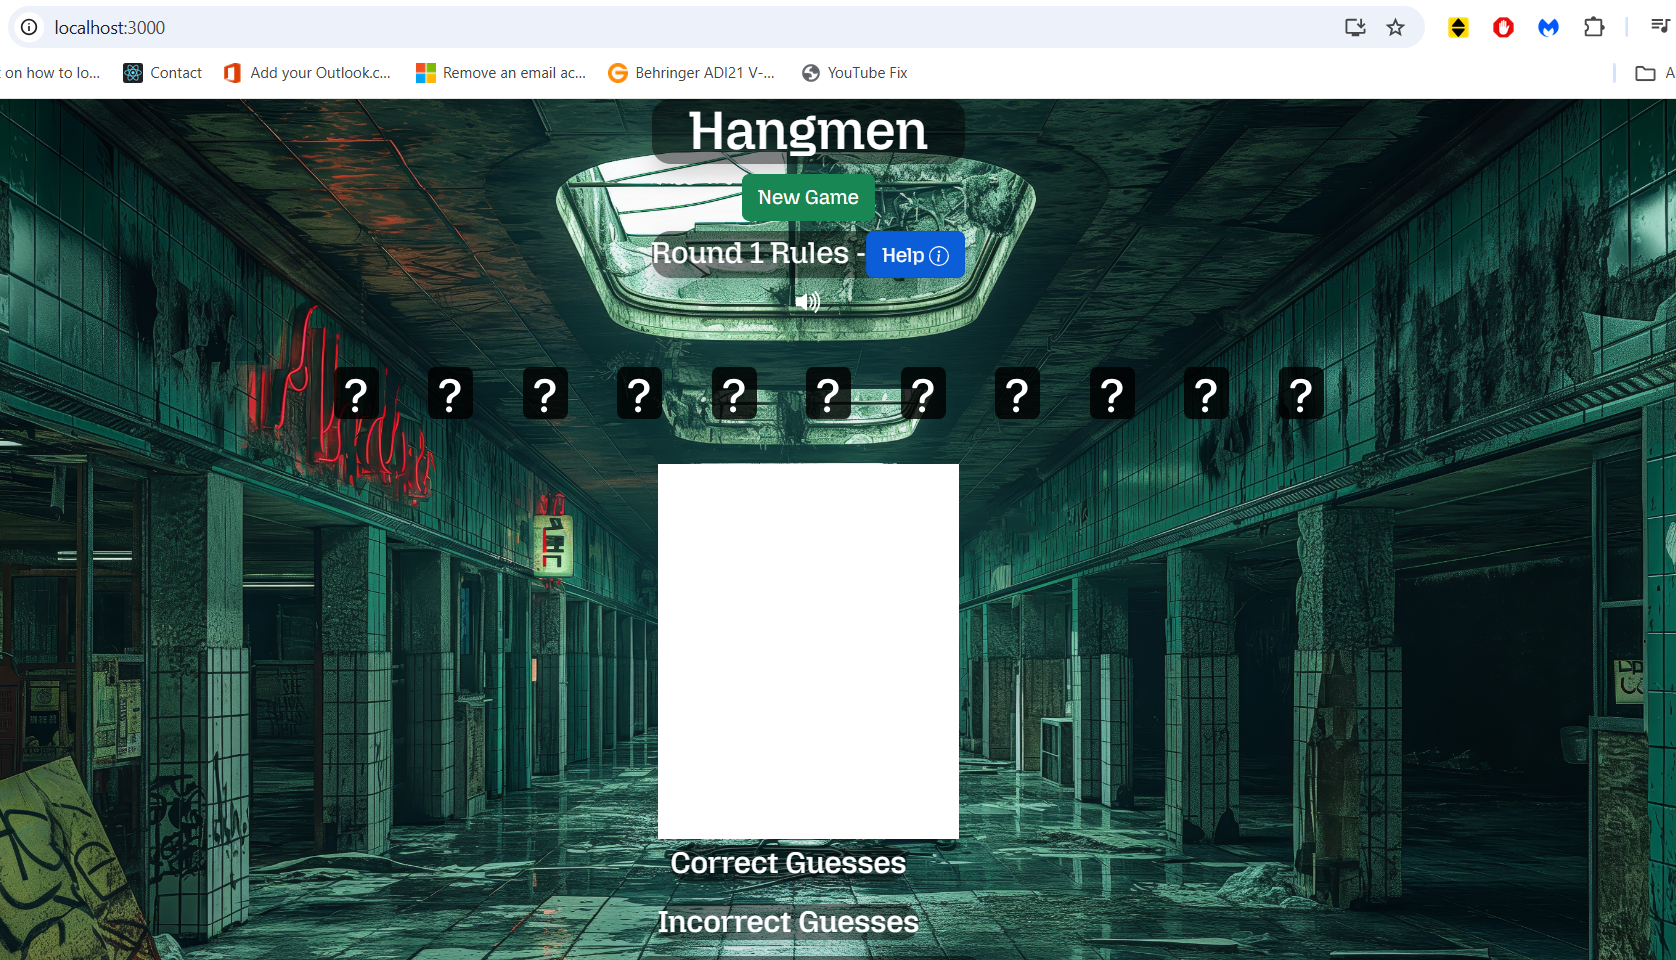 localhost:3000
on how to lo...
Contact
Add your Outlook.c...
Remove an email ac...
Behringer ADI21 V-...
YouTube Fix
A
Hangmen
New Game
Round 1 Rules -
Help
? ? ? ? ? ? ? ? ? ? ?
Correct Guesses
Incorrect Guesses